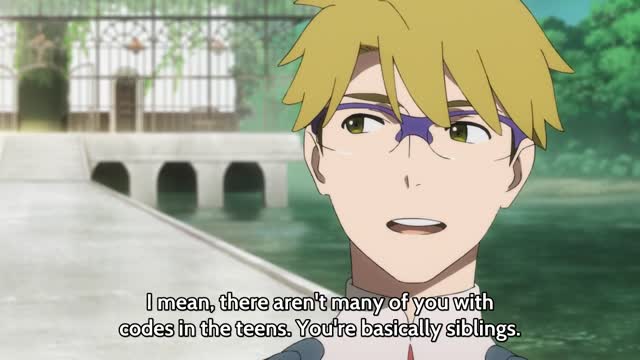 I mean, there aren't many of you with
codes in the teens. You're basically siblings.